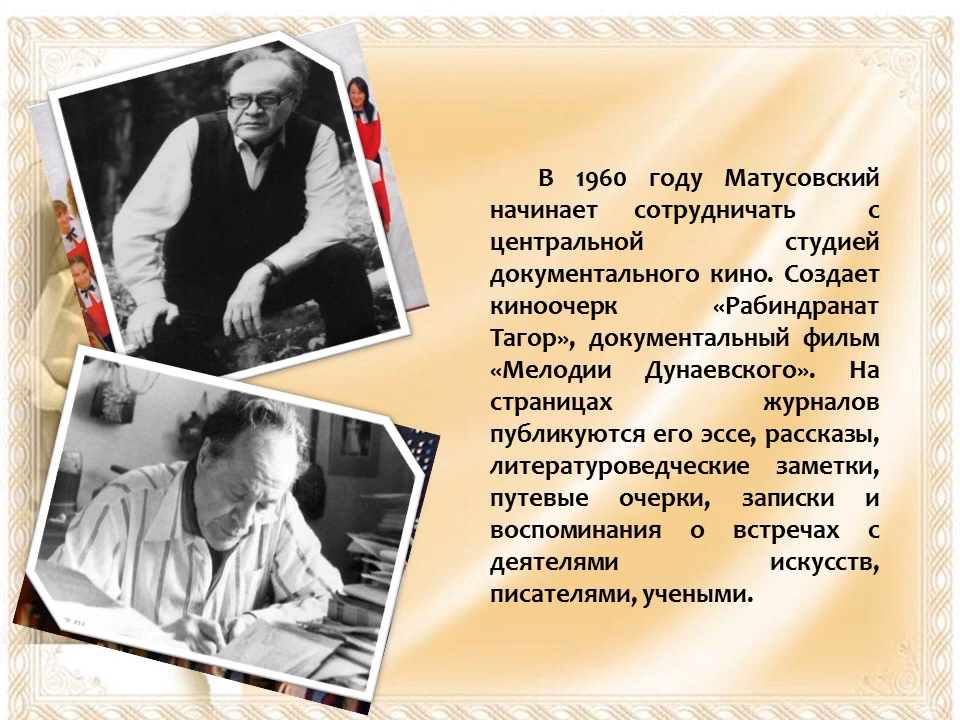 В 1960 году Матусовский
начинает сотрудничать с
центральной студией
документального кино. Создает
киноочерк «Рабиндранат
Тагор», документальный фильм
«Мелодии Дунаевского». На
страницах журналов
публикуются его эссе, рассказы,
литературоведческие заметки,
путевые очерки, записки и
воспоминания о встречах с
деятелями искусств,
писателями, учеными.